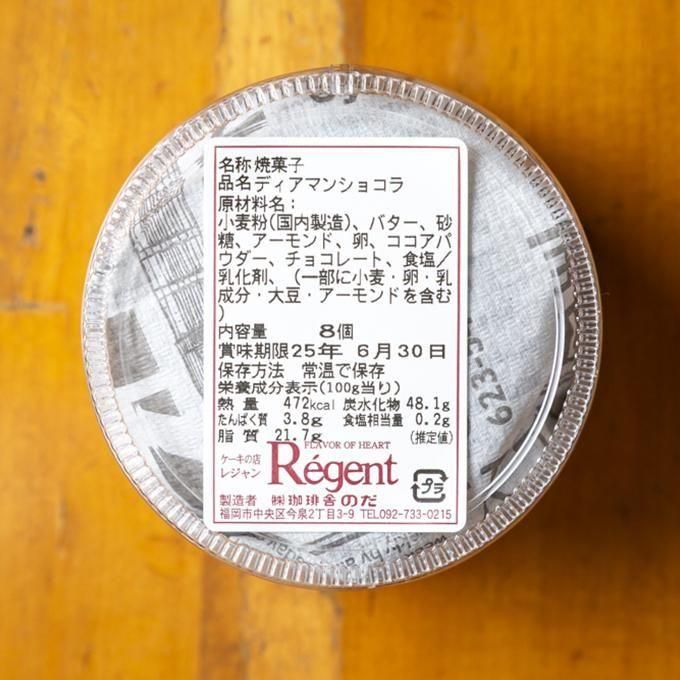 名称 焼菓子
品名 ディアマンショコラ
原材料名：
小麦粉(国内製造)、バター、砂
糖、アーモンド、卵、ココアパ
ウダー、チョコレート、食塩／
乳化剤、（一部に小麦・卵・乳
成分・大豆・アーモンドを含む
）
内容量 8個
賞味期限25年 6月30日
保存方法 常温で保存
栄養成分表示(100g当り)
熱量 472kcal 炭水化物 48.1g
たんぱく質 3.8g 食塩相当量 0.2g
脂質 21.7g (推定値)
FLAVOR OF HEART
ケーキの店
レジャン
Régent
プラ
製造者 ㈱珈琲舎のだ
福岡市中央区今泉2丁目3-9 TEL092-733-0215